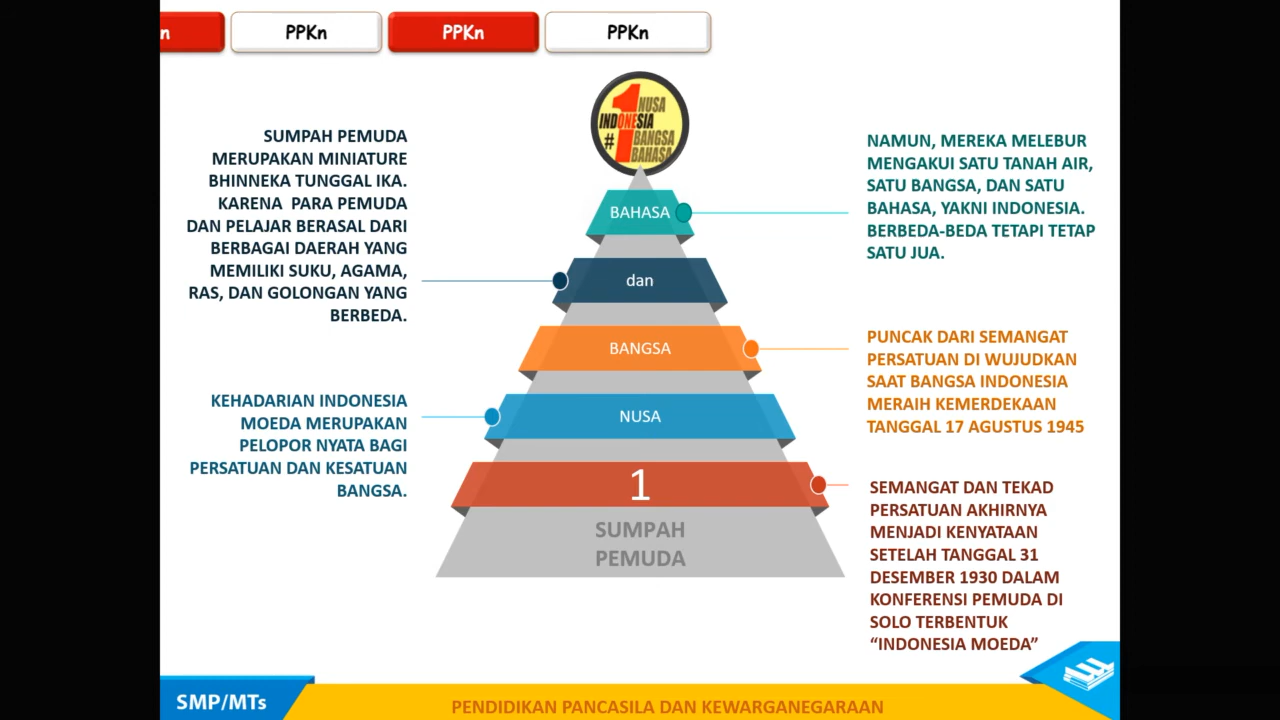 n
PPKn
PPKn
PPKn
1
NUSA
INDONESIA
#
BANGSA
BAHASA
SUMPAH PEMUDA
MERUPAKAN MINIATURE
BHINNEKA TUNGGAL IKA.
KARENA PARA PEMUDA
DAN PELAJAR BERASAL DARI
BERBAGAI DAERAH YANG
MEMILIKI SUKU, AGAMA,
RAS, DAN GOLONGAN YANG
BERBEDA.
KEHADARIAN INDONESIA
MOEDA MERUPAKAN
PELOPOR NYATA BAGI
PERSATUAN DAN KESATUAN
BANGSA.
BAHASA
dan
BANGSA
NUSA
1
SUMPAH
PEMUDA
NAMUN, MEREKA MELEBUR
MENGAKUI SATU TANAH AIR,
SATU BANGSA, DAN SATU
BAHASA, YAKNI INDONESIA.
BERBEDA-BEDA TETAPI TETAP
SATU JUA.
PUNCAK DARI SEMANGAT
PERSATUAN DI WUJUDKAN
SAAT BANGSA INDONESIA
MERAIH KEMERDEKAAN
TANGGAL 17 AGUSTUS 1945
SEMANGAT DAN TEKAD
PERSATUAN AKHIRNYA
MENJADI KENYATAAN
SETELAH TANGGAL 31
DESEMBER 1930 DALAM
KONFERENSI PEMUDA DI
SOLO TERBENTUK
“INDONESIA MOEDA”
SMP/MTs
PENDIDIKAN PANCASILA DAN KEWARGANEGARAAN